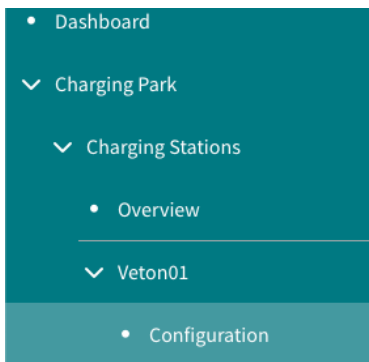 Dashboard
Charging Park
Charging Stations
Overview
Veton01
Configuration